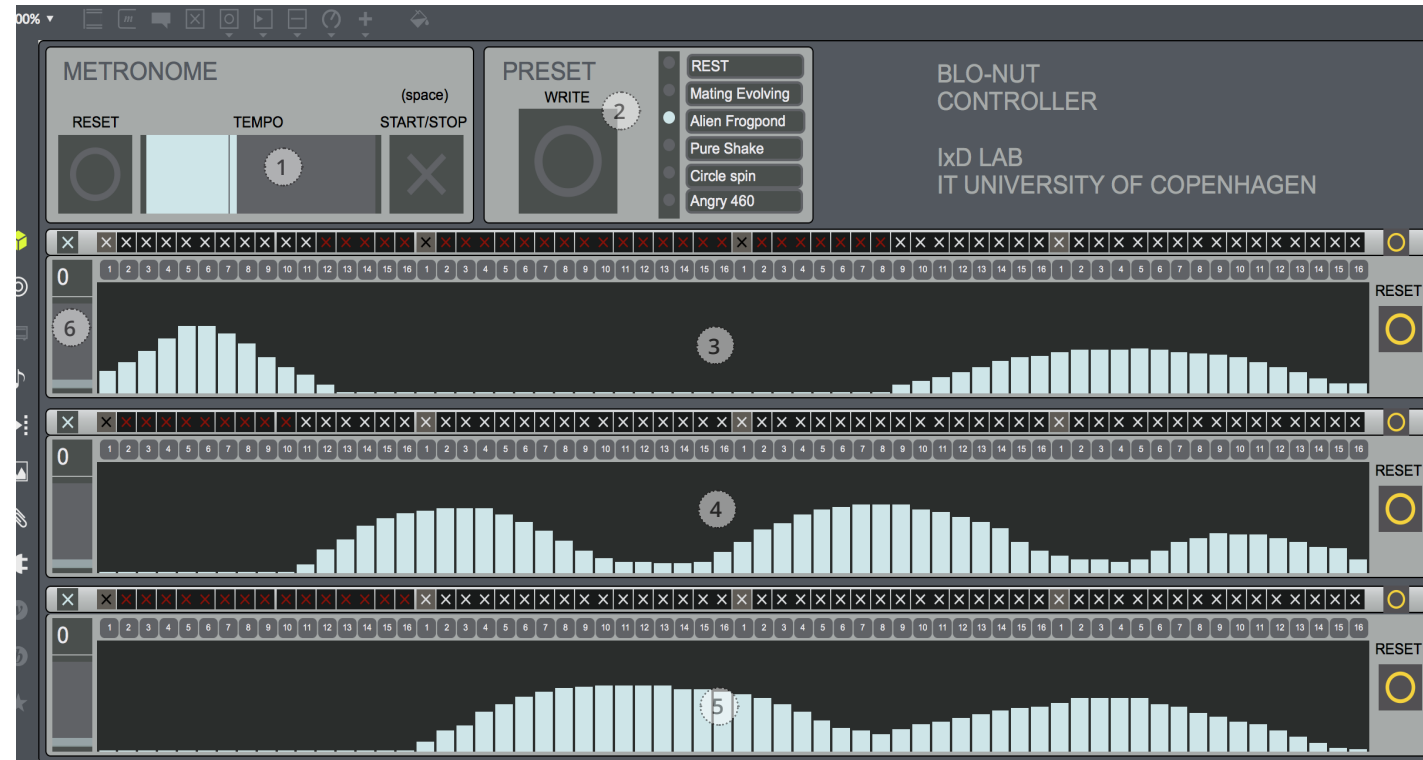 00% ▼
METRONOME
(space)
RESET TEMPO START/STOP
1
PRESET
WRITE
2
REST
Mating Evolving
Alien Frogpond
Pure Shake
Circle spin
Angry 460
BLO-NUT
CONTROLLER
IxD LAB
IT UNIVERSITY OF COPENHAGEN
0 1 2 3 4 5 6 7 8 9 10 11 12 13 14 15 16 1 2 3 4 5 6 7 8 9 10 11 12 13 14 15 16 1 2 3 4 5 6 7 8 9 10 11 12 13 14 15 16 1 2 3 4 5 6 7 8 9 10 11 12 13 14 15 16
RESET
6
3
0 1 2 3 4 5 6 7 8 9 10 11 12 13 14 15 16 1 2 3 4 5 6 7 8 9 10 11 12 13 14 15 16 1 2 3 4 5 6 7 8 9 10 11 12 13 14 15 16 1 2 3 4 5 6 7 8 9 10 11 12 13 14 15 16
RESET
4
0 1 2 3 4 5 6 7 8 9 10 11 12 13 14 15 16 1 2 3 4 5 6 7 8 9 10 11 12 13 14 15 16 1 2 3 4 5 6 7 8 9 10 11 12 13 14 15 16 1 2 3 4 5 6 7 8 9 10 11 12 13 14 15 16
RESET
5